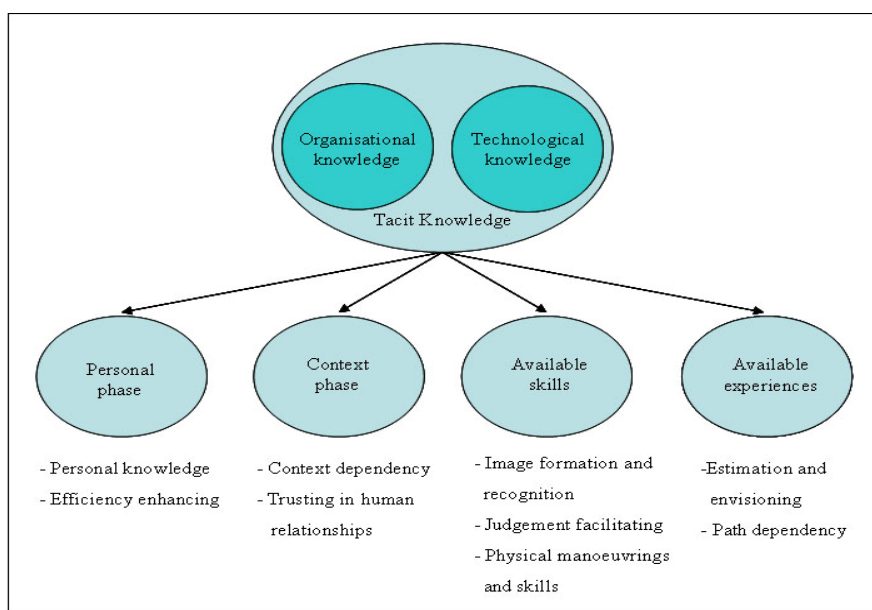 Organisational
knowledge
Technological
knowledge
Tacit Knowledge
Personal
phase
Context
phase
Available
skills
Available
experiences
- Personal knowledge
- Efficiency enhancing
- Context dependency
- Trusting in human
relationships
- Image formation and
recognition
- Judgement facilitating
- Physical manoeuvrings
and skills
-Estimation and
envisioning
- Path dependency